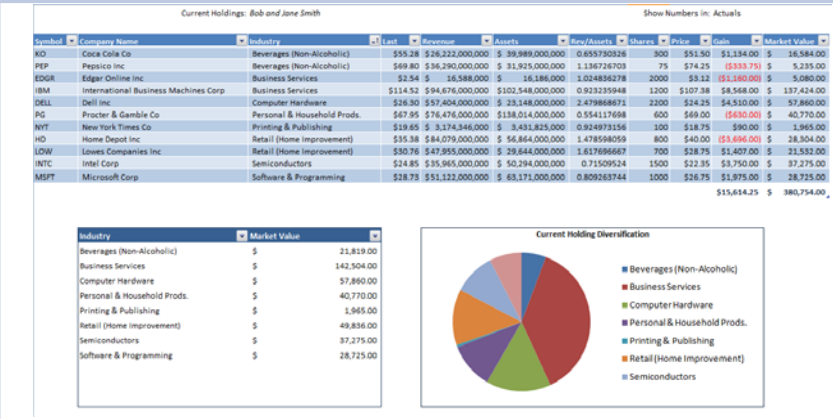 Current Holdings: Bob and Jane Smith Show Numbers in: Actuals
Symbol Company Name Industry Last Revenue Assets Rev/Assets Shares Price Gain Market Value
KO Coca Cola Co Beverages (Non-Alcoholic) $55.28 $26,222,000,000 $ 39,989,000,000 0.655730326 300 $51.50 $1,134.00 $ 16,584.00
PEP Pepsico Inc Beverages (Non-Alcoholic) $69.80 $36,290,000,000 $ 31,925,000,000 1.136726703 75 $74.25 ($333.75) $ 5,235.00
EDGR Edgar Online Inc Business Services $2.54 $ 16,588,000 $ 16,186,000 1.024836278 2000 $3.12 ($1,160.00) $ 5,080.00
IBM International Business Machines Corp Business Services $114.52 $94,676,000,000 $102,548,000,000 0.923235948 1200 $107.38 $8,568.00 $ 137,424.00
DELL Dell Inc Computer Hardware $26.30 $57,404,000,000 $ 23,148,000,000 2.479868671 2200 $24.25 $4,510.00 $ 57,860.00
PG Procter & Gamble Co Personal & Household Prods. $67.95 $76,476,000,000 $138,014,000,000 0.554117698 600 $69.00 ($630.00) $ 40,770.00
NYT New York Times Co Printing & Publishing $19.65 $ 3,174,346,000 $ 3,431,825,000 0.924973156 100 $18.75 $90.00 $ 1,965.00
HD Home Depot Inc Retail (Home Improvement) $35.38 $84,079,000,000 $ 56,864,000,000 1.478598059 800 $40.00 ($3,696.00) $ 28,304.00
LOW Lowes Companies Inc Retail (Home Improvement) $30.76 $47,955,000,000 $ 29,644,000,000 1.617696667 700 $28.75 $1,407.00 $ 21,532.00
INTC Intel Corp Semiconductors $24.85 $35,965,000,000 $ 50,294,000,000 0.71509524 1500 $22.35 $3,750.00 $ 37,275.00
MSFT Microsoft Corp Software & Programming $28.73 $51,122,000,000 $ 63,171,000,000 0.809263744 1000 $26.75 $1,975.00 $ 28,725.00
$15,614.25 $ 380,754.00
Industry Market Value
Beverages (Non-Alcoholic) $ 21,819.00
Business Services $ 142,504.00
Computer Hardware $ 57,860.00
Personal & Household Prods. $ 40,770.00
Printing & Publishing $ 1,965.00
Retail (Home Improvement) $ 49,836.00
Semiconductors $ 37,275.00
Software & Programming $ 28,725.00
Current Holding Diversification
Beverages (Non-Alcoholic)
Business Services
Computer Hardware
Personal & Household Prods.
Printing & Publishing
Retail (Home Improvement)
Semiconductors